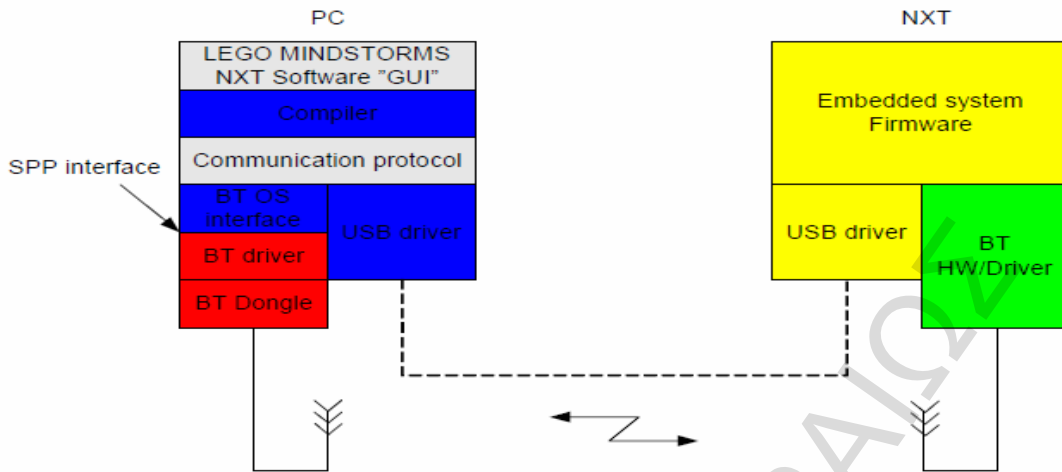 PC
NXT
LEGO MINDSTORMS
NXT Software "GUI"
Compiler
Communication protocol
SPP interface
BT OS
interface
USB driver
BT driver
BT Dongle
Embedded system
Firmware
USB driver
BT
HW/Driver
ΡΑΙΩΣ